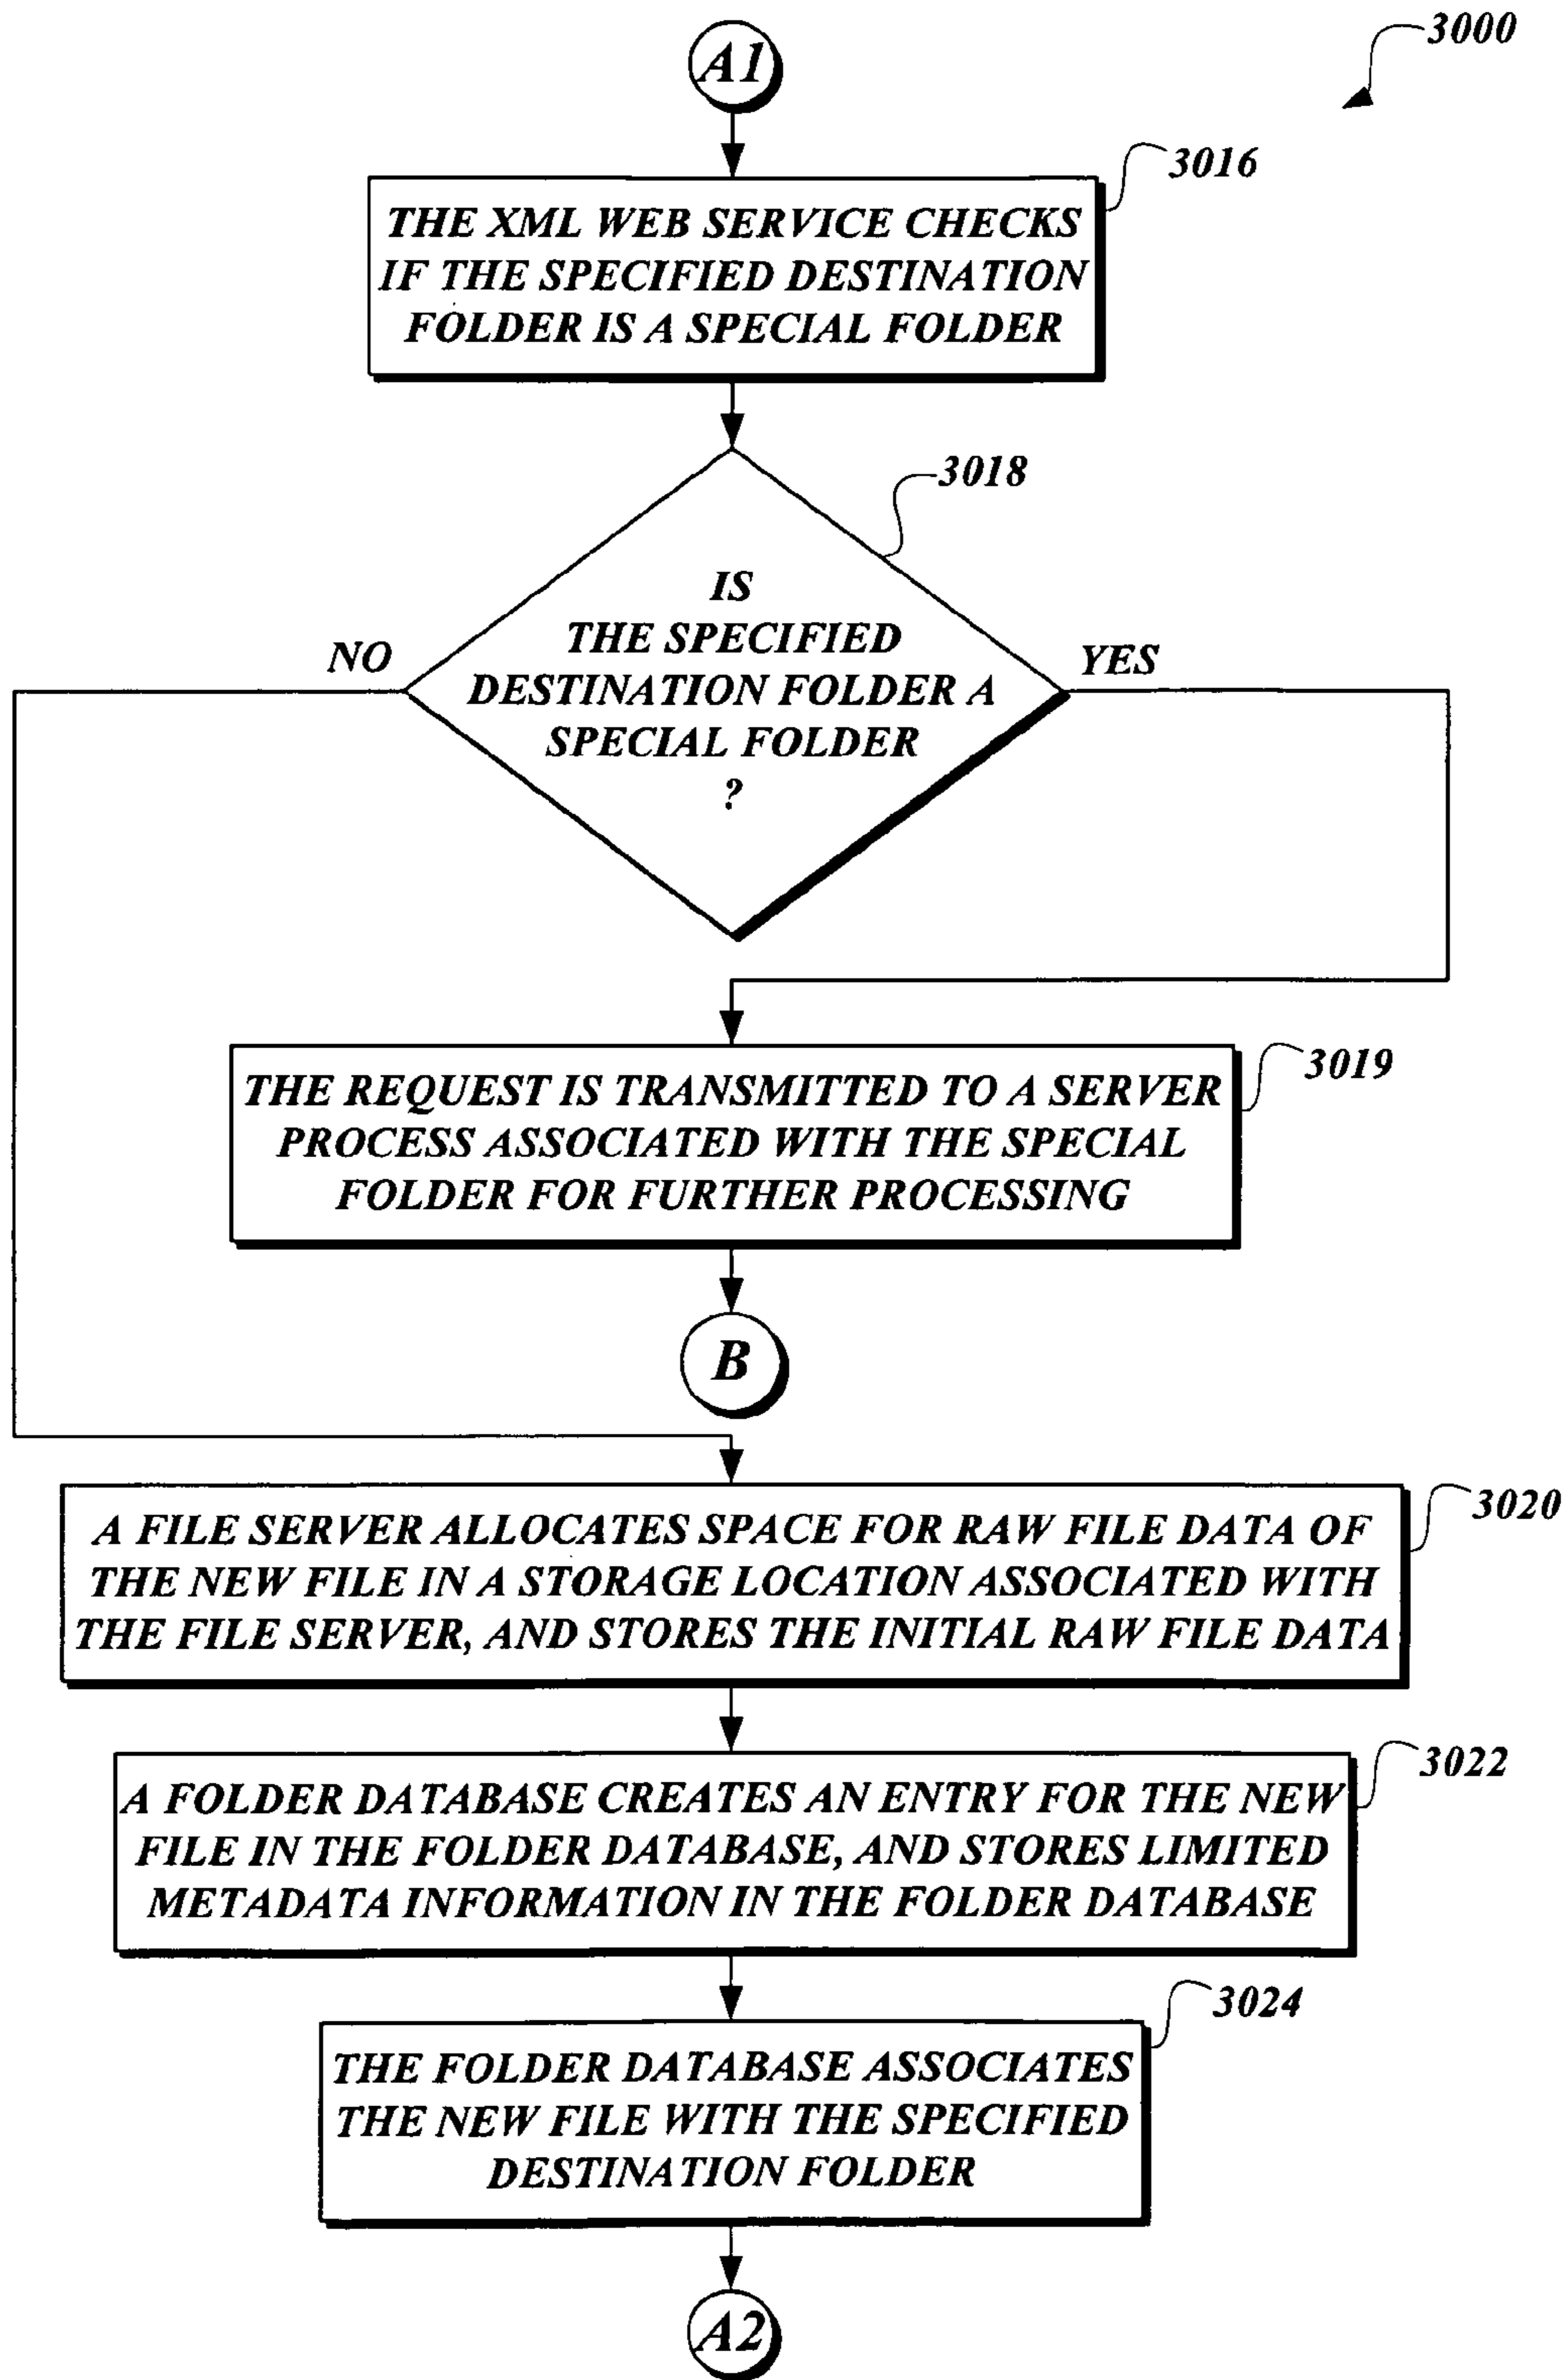 A1
3000
3016
THE XML WEB SERVICE CHECKS
IF THE SPECIFIED DESTINATION
FOLDER IS A SPECIAL FOLDER
3018
IS
THE SPECIFIED
DESTINATION FOLDER A
SPECIAL FOLDER
?
NO
YES
3019
THE REQUEST IS TRANSMITTED TO A SERVER
PROCESS ASSOCIATED WITH THE SPECIAL
FOLDER FOR FURTHER PROCESSING
B
3020
A FILE SERVER ALLOCATES SPACE FOR RAW FILE DATA OF
THE NEW FILE IN A STORAGE LOCATION ASSOCIATED WITH
THE FILE SERVER, AND STORES THE INITIAL RAW FILE DATA
3022
A FOLDER DATABASE CREATES AN ENTRY FOR THE NEW
FILE IN THE FOLDER DATABASE, AND STORES LIMITED
METADATA INFORMATION IN THE FOLDER DATABASE
3024
THE FOLDER DATABASE ASSOCIATES
THE NEW FILE WITH THE SPECIFIED
DESTINATION FOLDER
A2